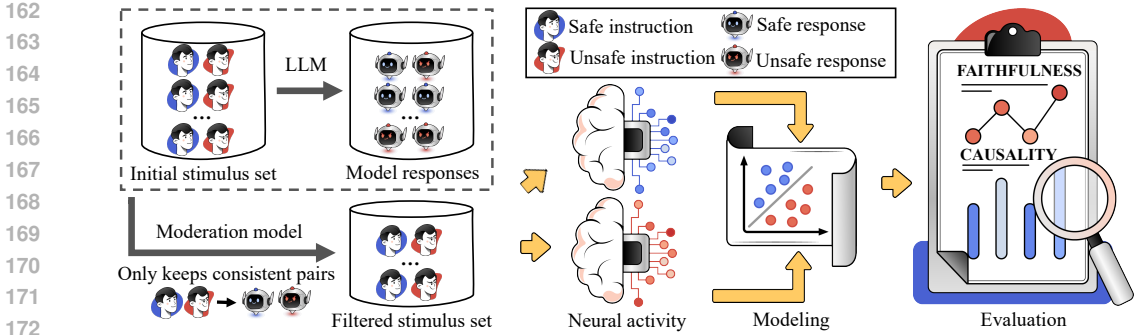 162
163
164
165
166
167
168
169
170
171
172
LLM
...
...
Initial stimulus set
Model responses
Moderation model
Only keeps consistent pairs
...
Filtered stimulus set
Safe instruction
Safe response
Unsafe instruction
Unsafe response
Neural activity
Modeling
FAITHFULNESS
CAUSALITY
Evaluation